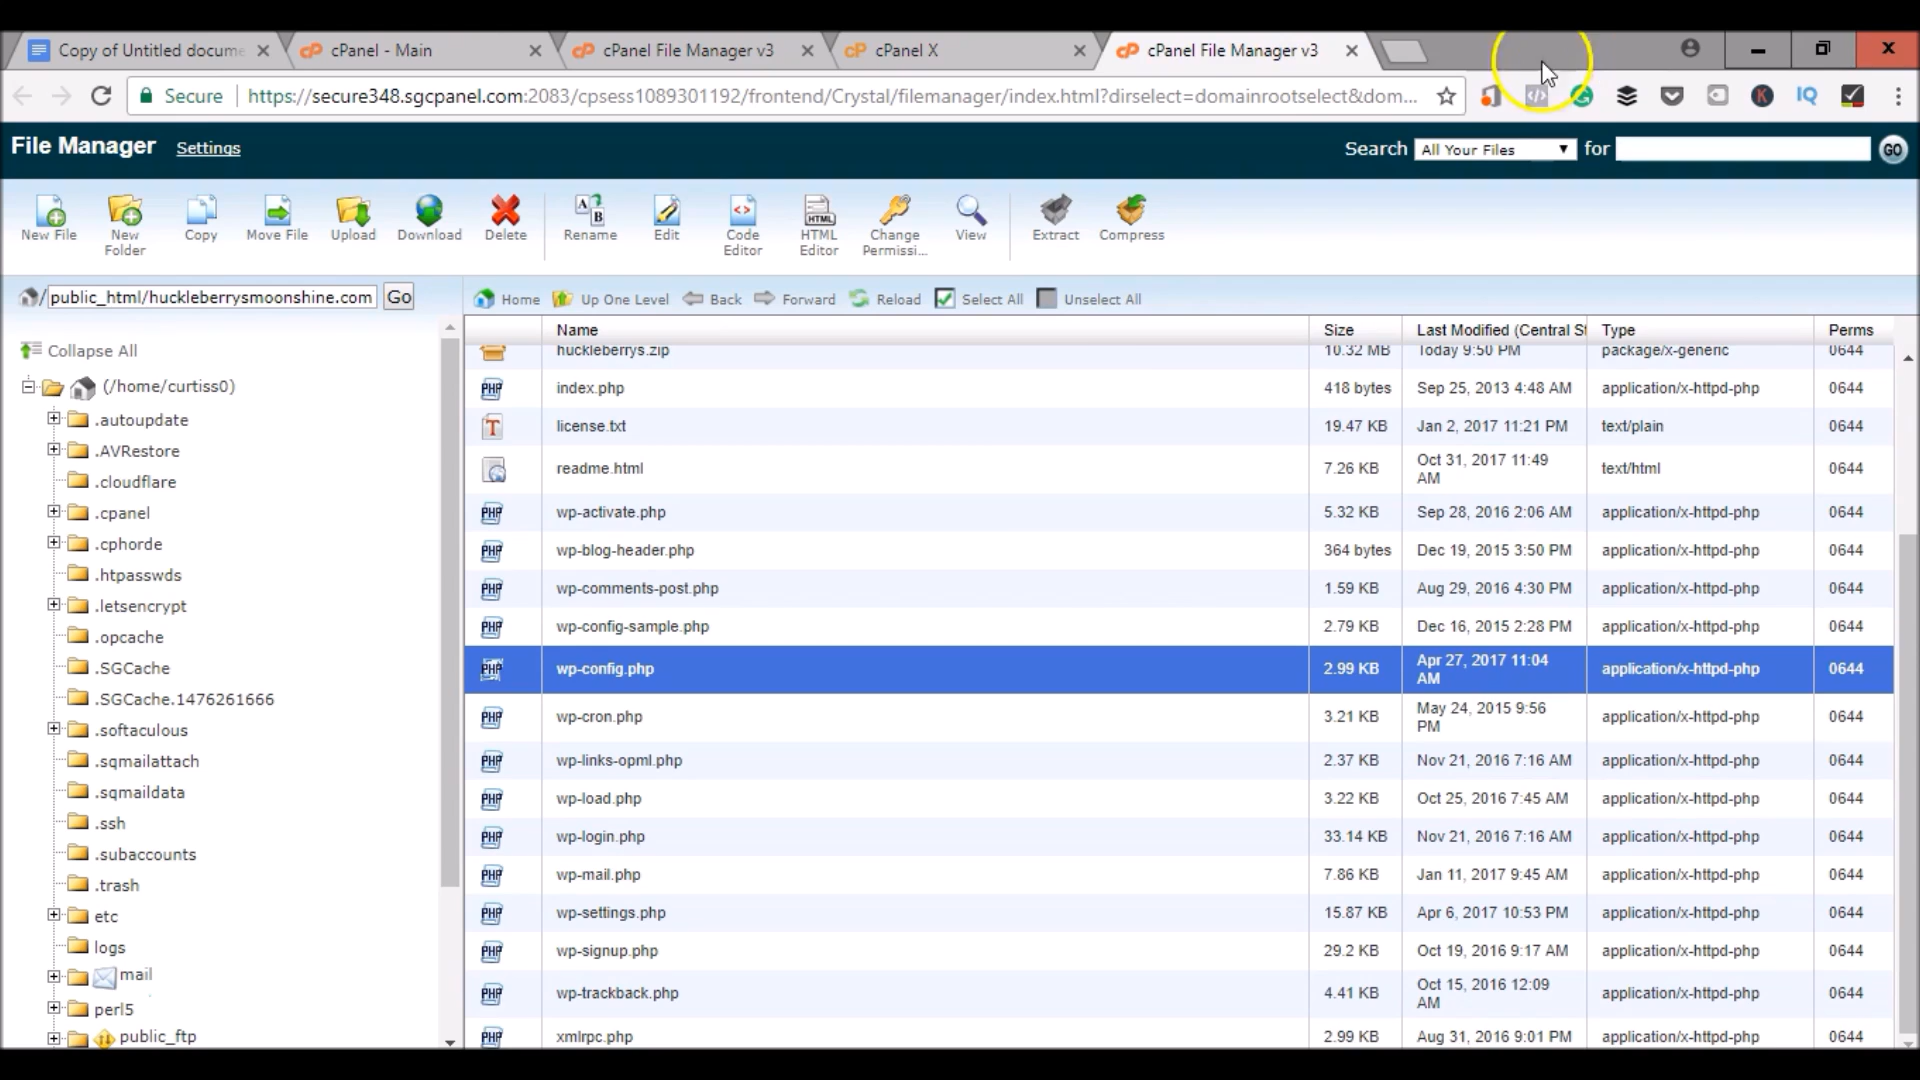 Copy of Untitled docume
cPanel - Main
cPanel File Manager v3
cPanel X
cPanel File Manager v3
Secure
https://secure348.sgcpanel.com:2083/cpsess1089301192/frontend/Crystal/filemanager/index.html?dirselect=domainrootselect&dom...
File Manager Settings
Search All Your Files for GO
New File
New Folder
Copy
Move File
Upload
Download
Delete
Rename
Edit
Code Editor
HTML Editor
Change Permissi...
View
Extract
Compress
/ public_html/huckleberrysmoonshine.com Go
Home Up One Level Back Forward Reload Select All Unselect All
Collapse All
(/home/curtiss0)
.autoupdate
.AVRestore
.cloudflare
.cpanel
.cphorde
.htpasswds
.letsencrypt
.opcache
.SGCache
.SGCache.1476261666
.softaculous
.sqmailattach
.sqmaildata
.ssh
.subaccounts
.trash
etc
logs
mail
perl5
public_ftp
Name Size Last Modified (Central St Type Perms
huckleberrys.zip 10.32 MB Today 9:50 PM package/x-generic 0644
index.php 418 bytes Sep 25, 2013 4:48 AM application/x-httpd-php 0644
license.txt 19.47 KB Jan 2, 2017 11:21 PM text/plain 0644
readme.html 7.26 KB Oct 31, 2017 11:49 AM text/html 0644
wp-activate.php 5.32 KB Sep 28, 2016 2:06 AM application/x-httpd-php 0644
wp-blog-header.php 364 bytes Dec 19, 2015 3:50 PM application/x-httpd-php 0644
wp-comments-post.php 1.59 KB Aug 29, 2016 4:30 PM application/x-httpd-php 0644
wp-config-sample.php 2.79 KB Dec 16, 2015 2:28 PM application/x-httpd-php 0644
wp-config.php 2.99 KB Apr 27, 2017 11:04 AM application/x-httpd-php 0644
wp-cron.php 3.21 KB May 24, 2015 9:56 PM application/x-httpd-php 0644
wp-links-opml.php 2.37 KB Nov 21, 2016 7:16 AM application/x-httpd-php 0644
wp-load.php 3.22 KB Oct 25, 2016 7:45 AM application/x-httpd-php 0644
wp-login.php 33.14 KB Nov 21, 2016 7:16 AM application/x-httpd-php 0644
wp-mail.php 7.86 KB Jan 11, 2017 9:45 AM application/x-httpd-php 0644
wp-settings.php 15.87 KB Apr 6, 2017 10:53 PM application/x-httpd-php 0644
wp-signup.php 29.2 KB Oct 19, 2016 9:17 AM application/x-httpd-php 0644
wp-trackback.php 4.41 KB Oct 15, 2016 12:09 AM application/x-httpd-php 0644
xmlrpc.php 2.99 KB Aug 31, 2016 9:01 PM application/x-httpd-php 0644